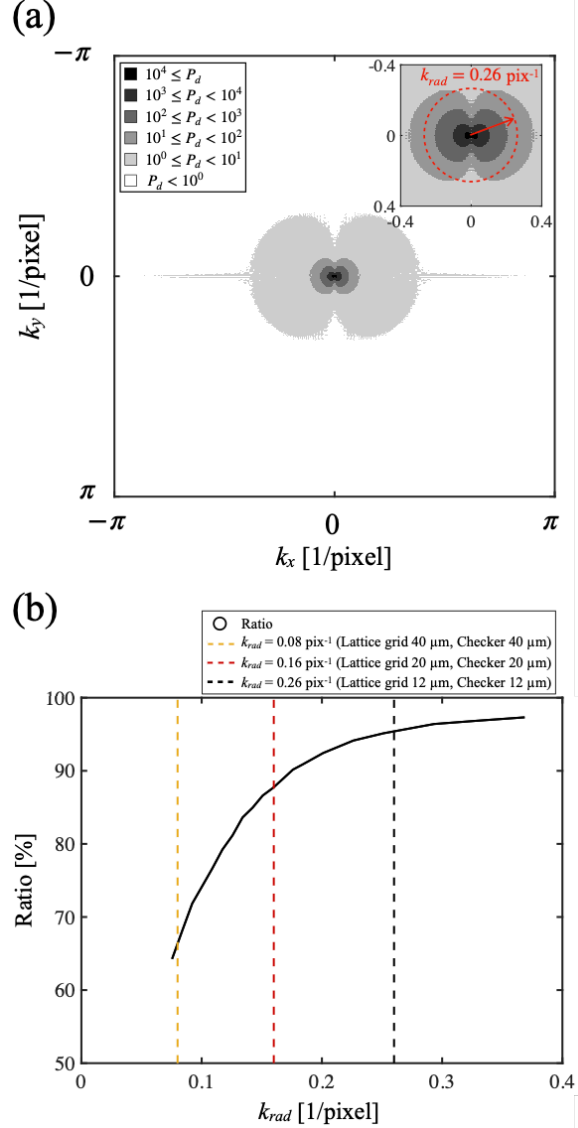 (a)
−π
10⁴ ≤ P_d
10³ ≤ P_d < 10⁴
10² ≤ P_d < 10³
10¹ ≤ P_d < 10²
10⁰ ≤ P_d < 10¹
P_d < 10⁰
-0.4
0
0.4
-0.4
0
0.4
k_rad = 0.26 pix⁻¹
k_y [1/pixel]
0
π
−π
0
π
k_x [1/pixel]
(b)
Ratio
k_rad = 0.08 pix⁻¹ (Lattice grid 40 μm, Checker 40 μm)
k_rad = 0.16 pix⁻¹ (Lattice grid 20 μm, Checker 20 μm)
k_rad = 0.26 pix⁻¹ (Lattice grid 12 μm, Checker 12 μm)
Ratio [%]
100
90
80
70
60
50
0
0.1
0.2
0.3
0.4
k_rad [1/pixel]